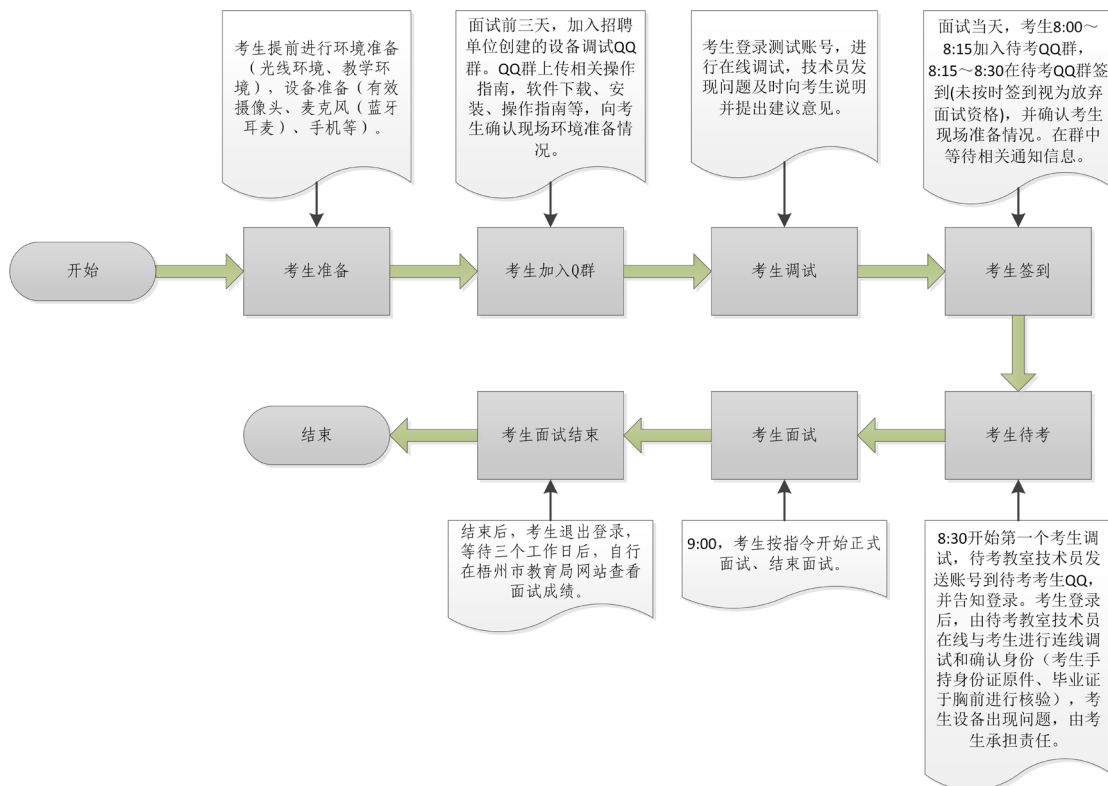 考生提前进行环境准备
（光线环境、教学环
境），设备准备（有效
摄像头、麦克风（蓝牙
耳麦）、手机等）。
面试前三天，加入招聘
单位创建的设备调试QQ
群。QQ群上传相关操作
指南，软件下载、安
装、操作指南等，向考
生确认现场环境准备情
况。
考生登录测试账号，进
行在线调试，技术员发
现问题及时向考生说明
并提出建议意见。
面试当天，考生8:00～
8:15加入待考QQ群，
8:15～8:30在待考QQ群签
到(未按时签到视为放弃
面试资格)，并确认考生
现场准备情况。在群中
等待相关通知信息。
开始
考生准备
考生加入Q群
考生调试
考生签到
结束
考生面试结束
考生面试
考生待考
结束后，考生退出登录，
等待三个工作日后，自行
在梧州市教育局网站查看
面试成绩。
9:00，考生按指令开始正式
面试、结束面试。
8:30开始第一个考生调
试，待考教室技术员发
送账号到待考考生QQ，
并告知登录。考生登录
后，由待考教室技术员
在线与考生进行连线调
试和确认身份（考生手
持身份证原件、毕业证
于胸前进行核验），考
生设备出现问题，由考
生承担责任。